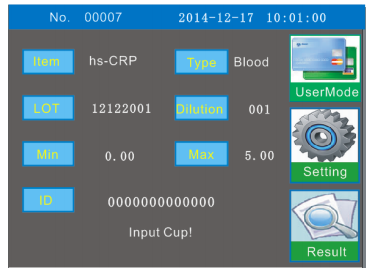 No. 00007 2014-12-17 10:01:00
Item hs-CRP Type Blood
UserMode
LOT 12122001 Dilution 001
Min 0.00 Max 5.00
Setting
ID 0000000000000
Input Cup!
Result